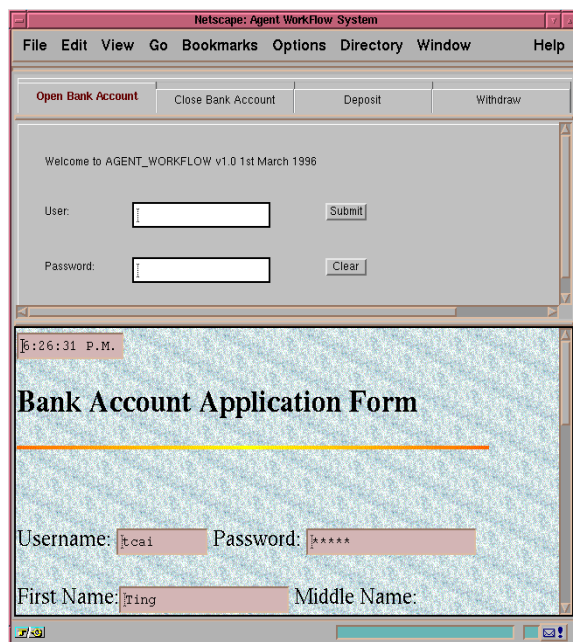 Netscape: Agent WorkFlow System
File Edit View Go Bookmarks Options Directory Window Help
Open Bank Account Close Bank Account Deposit Withdraw
Welcome to AGENT_WORKFLOW v1.0 1st March 1996
User: Submit
Password: Clear
6:26:31 P.M.
Bank Account Application Form
Username: tcai Password: *****
First Name: Ting Middle Name: